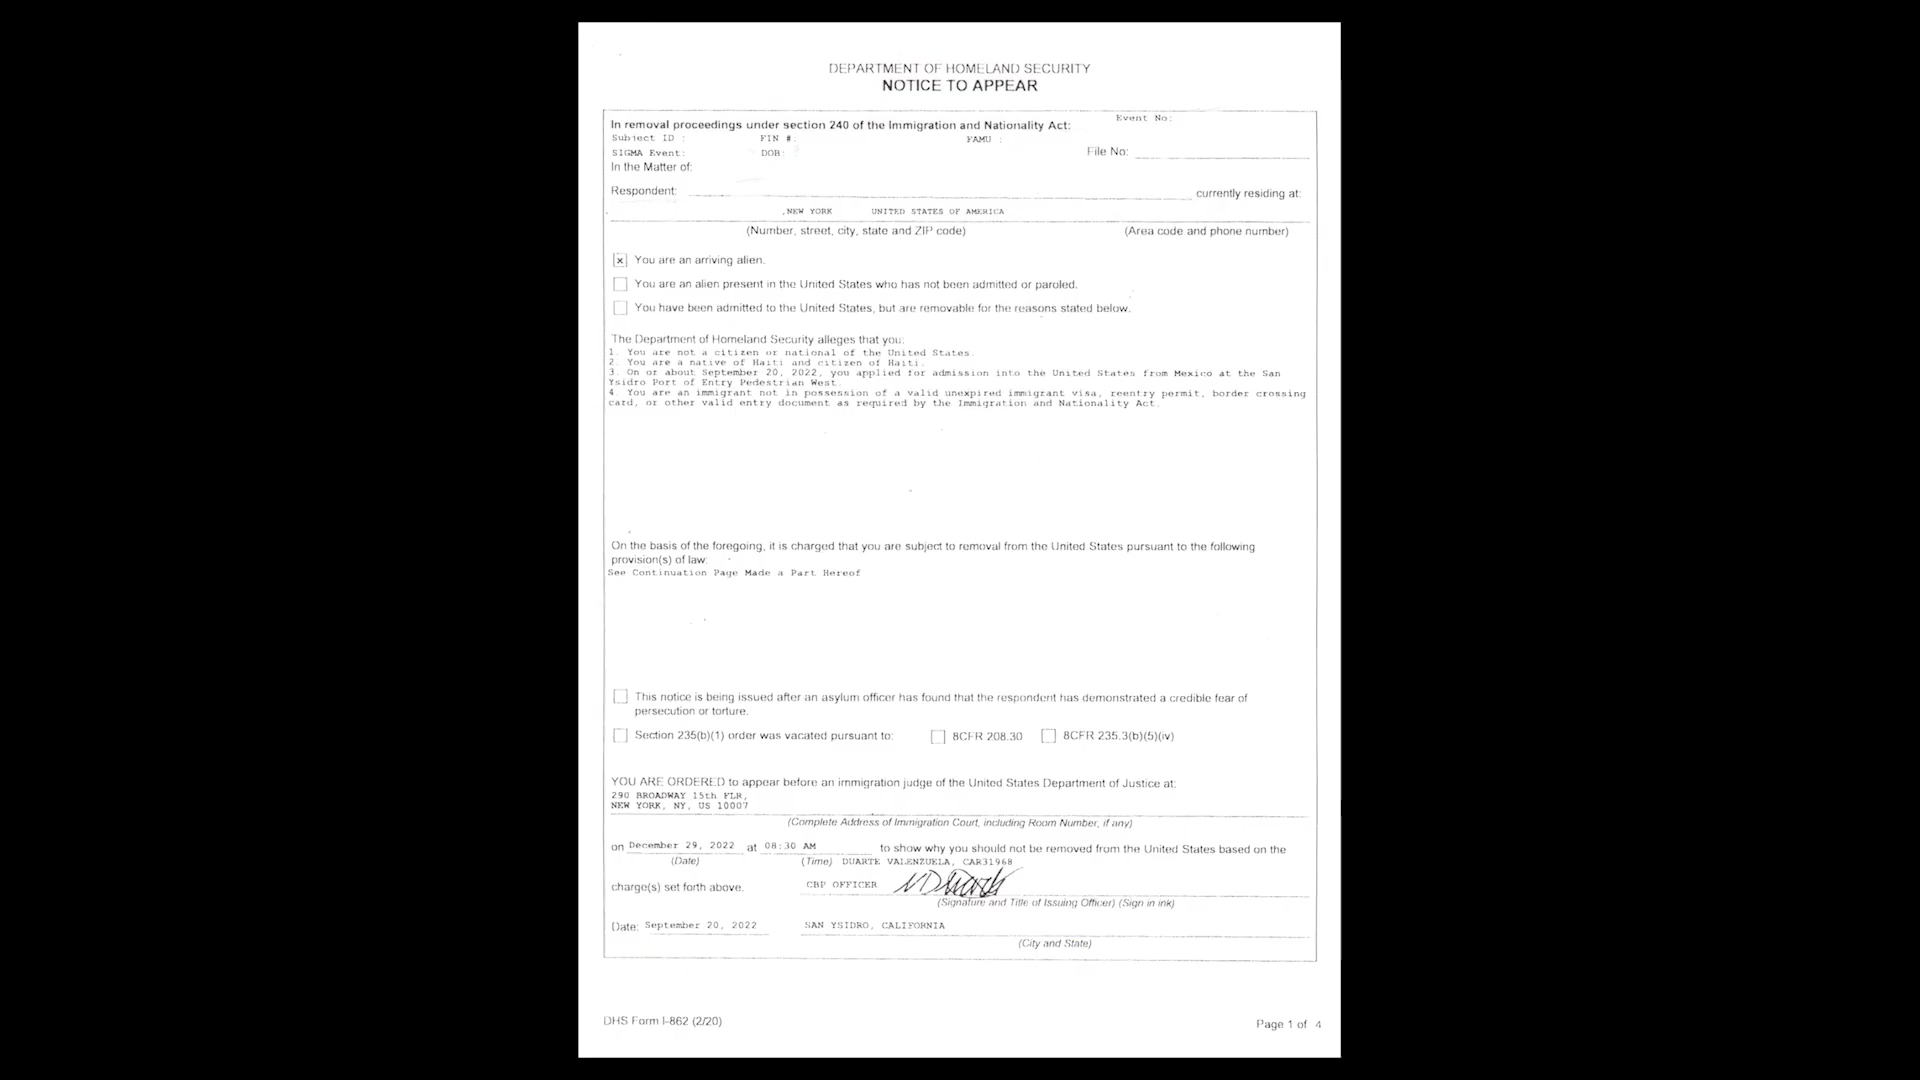 DEPARTMENT OF HOMELAND SECURITY
NOTICE TO APPEAR
In removal proceedings under section 240 of the Immigration and Nationality Act:
Event No:
Subject ID : FIN #: FAMU :
SIGMA Event: DOB: File No:
In the Matter of:
Respondent: currently residing at:
,NEW YORK UNITED STATES OF AMERICA
(Number, street, city, state and ZIP code) (Area code and phone number)
x You are an arriving alien.
You are an alien present in the United States who has not been admitted or paroled.
You have been admitted to the United States, but are removable for the reasons stated below.
The Department of Homeland Security alleges that you:
1. You are not a citizen or national of the United States.
2. You are a native of Haiti and citizen of Haiti.
3. On or about September 20, 2022, you applied for admission into the United States from Mexico at the San
Ysidro Port of Entry Pedestrian West.
4. You are an immigrant not in possession of a valid unexpired immigrant visa, reentry permit, border crossing
card, or other valid entry document as required by the Immigration and Nationality Act.
On the basis of the foregoing, it is charged that you are subject to removal from the United States pursuant to the following
provision(s) of law:
See Continuation Page Made a Part Hereof
This notice is being issued after an asylum officer has found that the respondent has demonstrated a credible fear of
persecution or torture.
Section 235(b)(1) order was vacated pursuant to: 8CFR 208.30 8CFR 235.3(b)(5)(iv)
YOU ARE ORDERED to appear before an immigration judge of the United States Department of Justice at:
290 BROADWAY 15th FLR,
NEW YORK, NY, US 10007
(Complete Address of Immigration Court, including Room Number, if any)
on December 29, 2022 at 08:30 AM to show why you should not be removed from the United States based on the
(Date) (Time) DUARTE VALENZUELA, CAR31968
charge(s) set forth above. CBP OFFICER
(Signature and Title of Issuing Officer) (Sign in ink)
Date: September 20, 2022 SAN YSIDRO, CALIFORNIA
(City and State)
DHS Form I-862 (2/20) Page 1 of 4